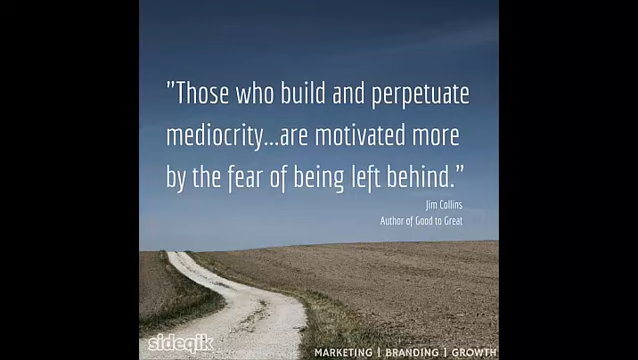 "Those who build and perpetuate
mediocrity...are motivated more
by the fear of being left behind."
Jim Collins
Author of Good to Great
sideqik
MARKETING | BRANDING | GROWTH